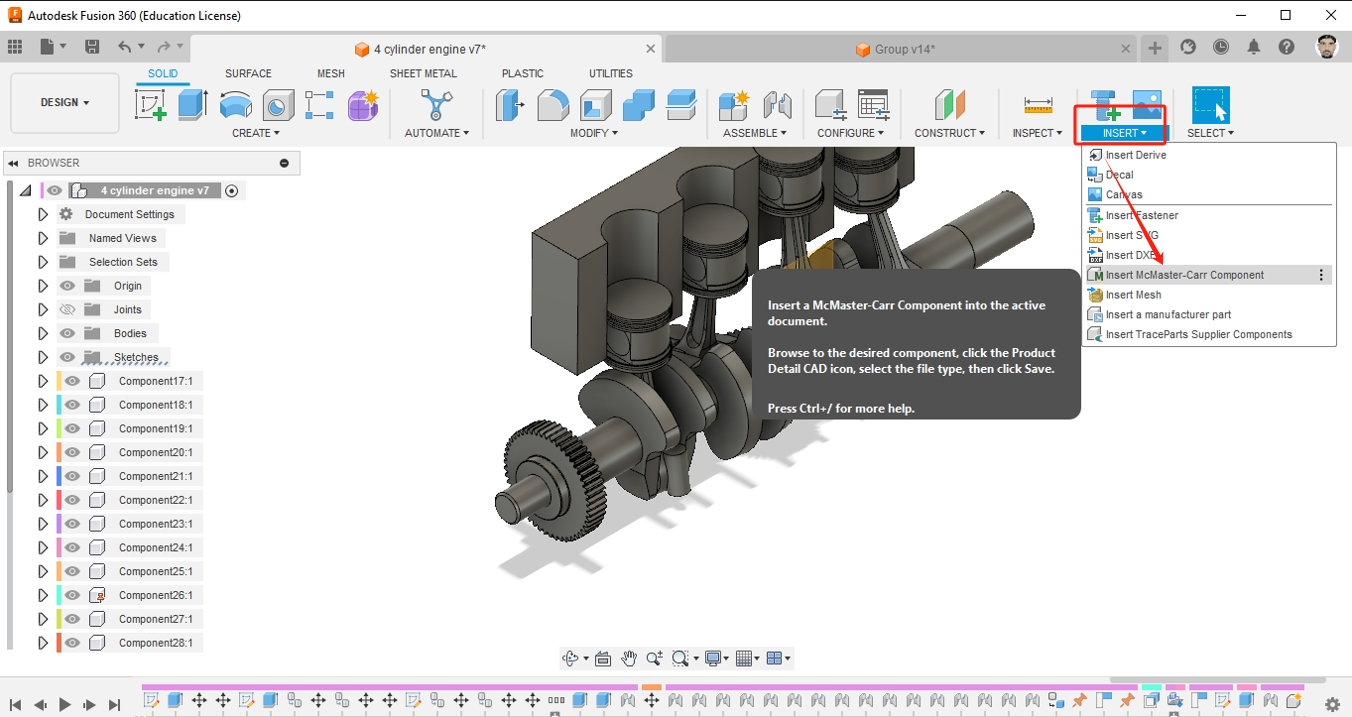 Autodesk Fusion 360 (Education License)
4 cylinder engine v7*
Group v14*
DESIGN
SOLID
SURFACE
MESH
SHEET METAL
PLASTIC
UTILITIES
CREATE
AUTOMATE
MODIFY
ASSEMBLE
CONFIGURE
CONSTRUCT
INSPECT
INSERT
SELECT
BROWSER
4 cylinder engine v7
Document Settings
Named Views
Selection Sets
Origin
Joints
Bodies
Sketches
Component17:1
Component18:1
Component19:1
Component20:1
Component21:1
Component22:1
Component23:1
Component24:1
Component25:1
Component26:1
Component27:1
Component28:1
Insert Derive
Decal
Canvas
Insert Fastener
Insert SVG
Insert DXF
Insert McMaster-Carr Component
Insert Mesh
Insert a manufacturer part
Insert TraceParts Supplier Components
Insert a McMaster-Carr Component into the active
document.
Browse to the desired component, click the Product
Detail CAD icon, select the file type, then click Save.
Press Ctrl+/ for more help.